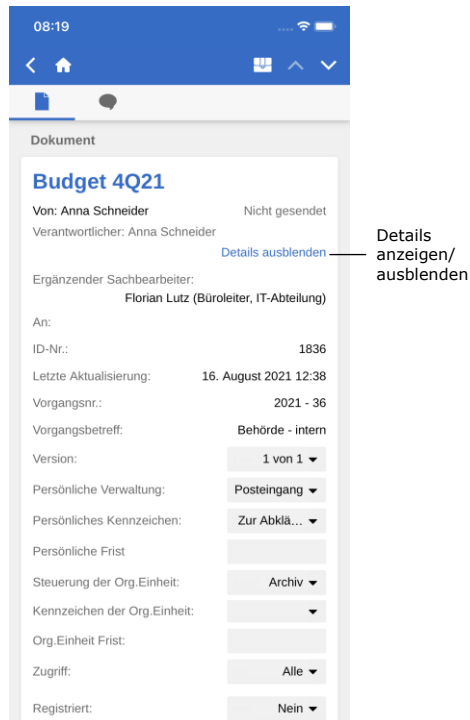 08:19
Dokument
Budget 4Q21
Von: Anna Schneider Nicht gesendet
Verantwortlicher: Anna Schneider
Details ausblenden
Details
anzeigen/
ausblenden
Ergänzender Sachbearbeiter:
Florian Lutz (Büroleiter, IT-Abteilung)
An:
ID-Nr.: 1836
Letzte Aktualisierung: 16. August 2021 12:38
Vorgangsnr.: 2021 - 36
Vorgangsbetreff: Behörde - intern
Version: 1 von 1
Persönliche Verwaltung: Posteingang
Persönliches Kennzeichen: Zur Abklä...
Persönliche Frist
Steuerung der Org.Einheit: Archiv
Kennzeichen der Org.Einheit:
Org.Einheit Frist:
Zugriff: Alle
Registriert: Nein